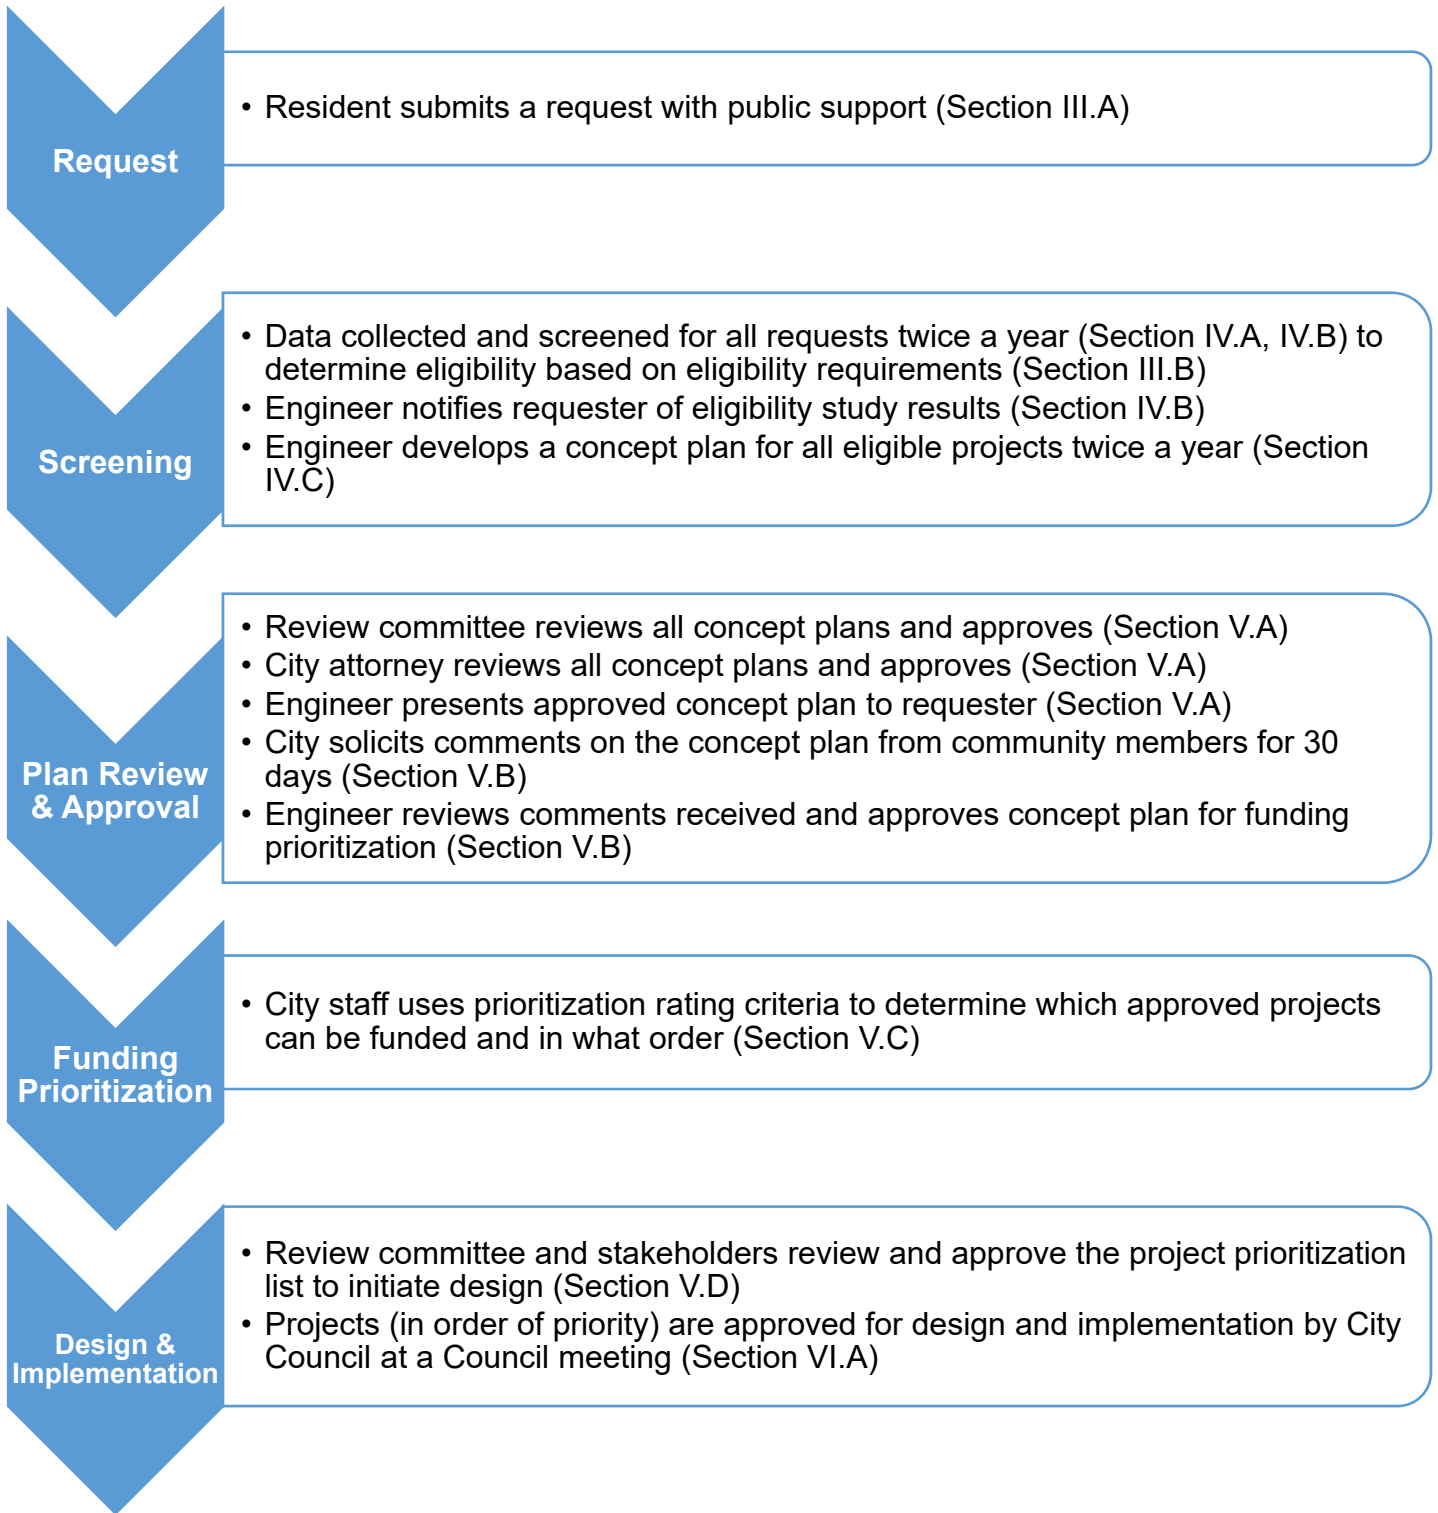 Request
• Resident submits a request with public support (Section III.A)
Screening
• Data collected and screened for all requests twice a year (Section IV.A, IV.B) to
determine eligibility based on eligibility requirements (Section III.B)
• Engineer notifies requester of eligibility study results (Section IV.B)
• Engineer develops a concept plan for all eligible projects twice a year (Section
IV.C)
Plan Review
& Approval
• Review committee reviews all concept plans and approves (Section V.A)
• City attorney reviews all concept plans and approves (Section V.A)
• Engineer presents approved concept plan to requester (Section V.A)
• City solicits comments on the concept plan from community members for 30
days (Section V.B)
• Engineer reviews comments received and approves concept plan for funding
prioritization (Section V.B)
Funding
Prioritization
• City staff uses prioritization rating criteria to determine which approved projects
can be funded and in what order (Section V.C)
Design &
Implementation
• Review committee and stakeholders review and approve the project prioritization
list to initiate design (Section V.D)
• Projects (in order of priority) are approved for design and implementation by City
Council at a Council meeting (Section VI.A)